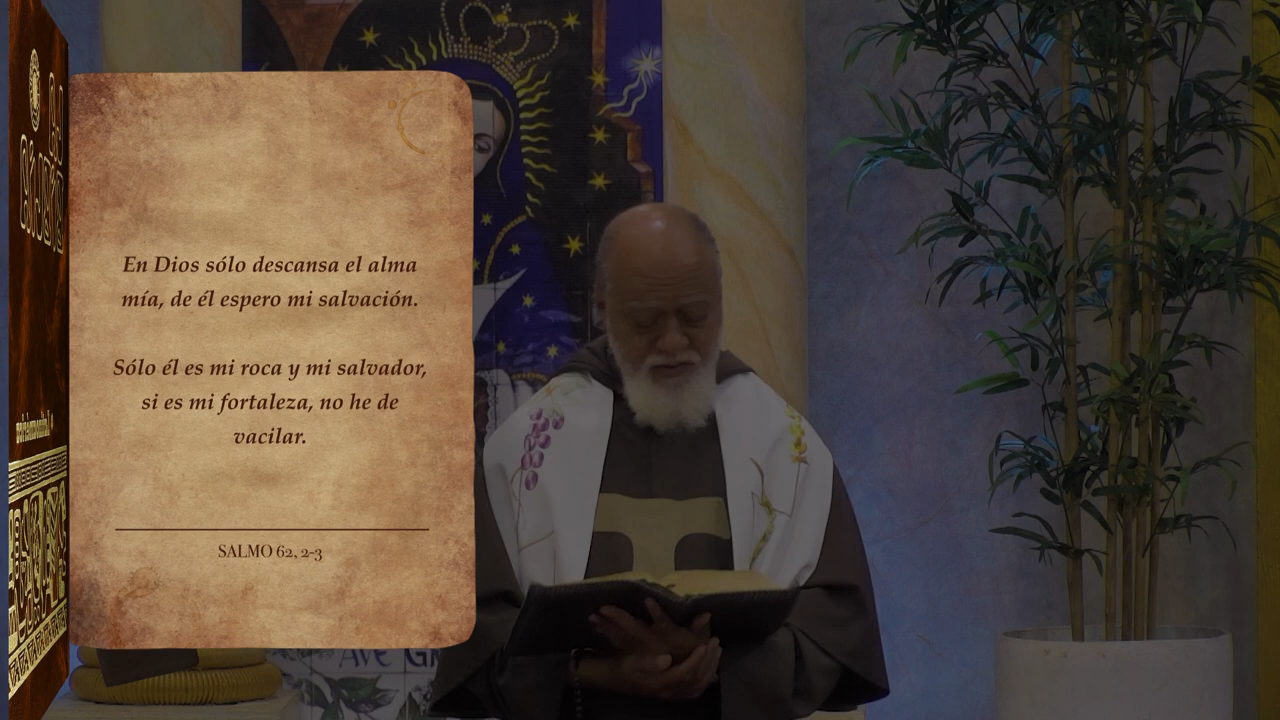 En Dios sólo descansa el alma
mía, de él espero mi salvación.
Sólo él es mi roca y mi salvador,
si es mi fortaleza, no he de
vacilar.
SALMO 62, 2-3
AVE